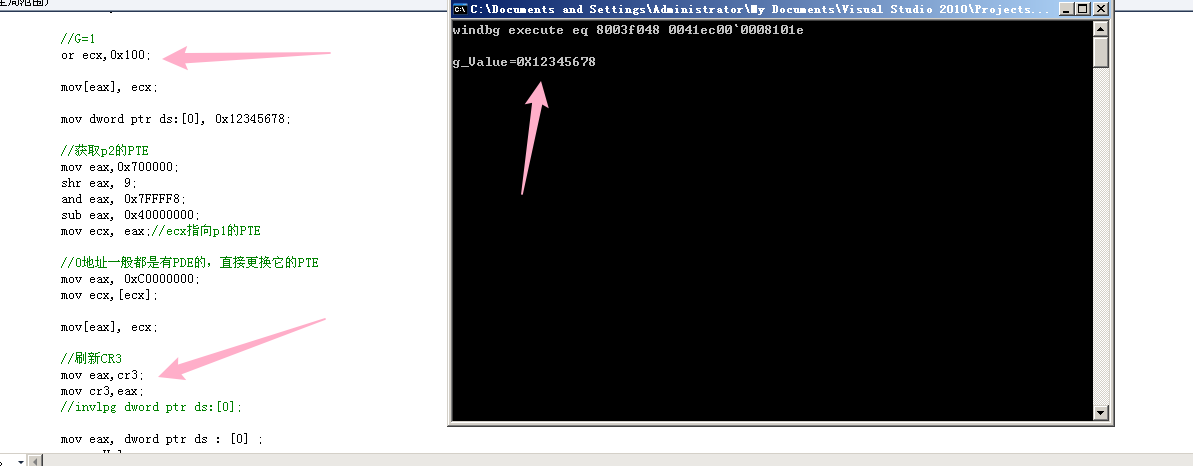 全局范围)
//G=1
or ecx,0x100;
mov[eax], ecx;
mov dword ptr ds:[0], 0x12345678;
//获取p2的PTE
mov eax,0x700000;
shr eax, 9;
and eax, 0x7FFFF8;
sub eax, 0x40000000;
mov ecx, eax;//ecx指向p1的PTE
//0地址一般都是有PDE的，直接更换它的PTE
mov eax, 0xC0000000;
mov ecx,[ecx];
mov[eax], ecx;
//刷新CR3
mov eax,cr3;
mov cr3,eax;
//invlpg dword ptr ds:[0];
mov eax, dword ptr ds : [0] ;
C:\Documents and Settings\Administrator\My Documents\Visual Studio 2010\Projects...
windbg execute eq 8003f048 0041ec00`0008101e
g_Value=0X12345678